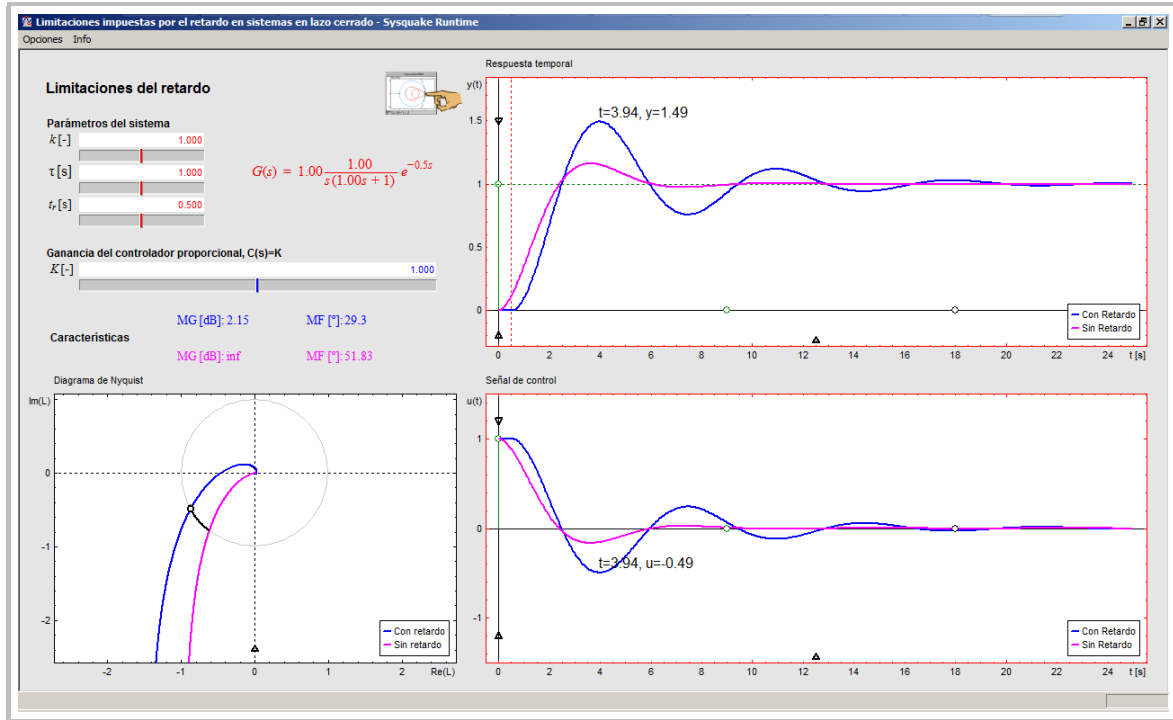 Limitaciones impuestas por el retardo en sistemas en lazo cerrado - Sysquake Runtime
Opciones Info
Limitaciones del retardo
Parámetros del sistema
k [-] 1.000
τ [s] 1.000
t_r [s] 0.500
G(s) = 1.00 1.00 / s(1.00s + 1) e^-0.5s
Ganancia del controlador proporcional, C(s)=K
K [-] 1.000
MG [dB]: 2.15 MF [°]: 29.3
Características
MG [dB]: inf MF [°]: 51.83
Respuesta temporal
y(t)
t=3.94, y=1.49
1.5
1
0.5
0
Con Retardo
Sin Retardo
0 2 4 6 8 10 12 14 16 18 20 22 24 t [s]
Diagrama de Nyquist
Im(L)
0
-1
-2
Con retardo
Sin retardo
-2 -1 0 1 2 Re(L)
Señal de control
u(t)
1
0
t=3.94, u=-0.49
-1
Con Retardo
Sin Retardo
0 2 4 6 8 10 12 14 16 18 20 22 24 t [s]